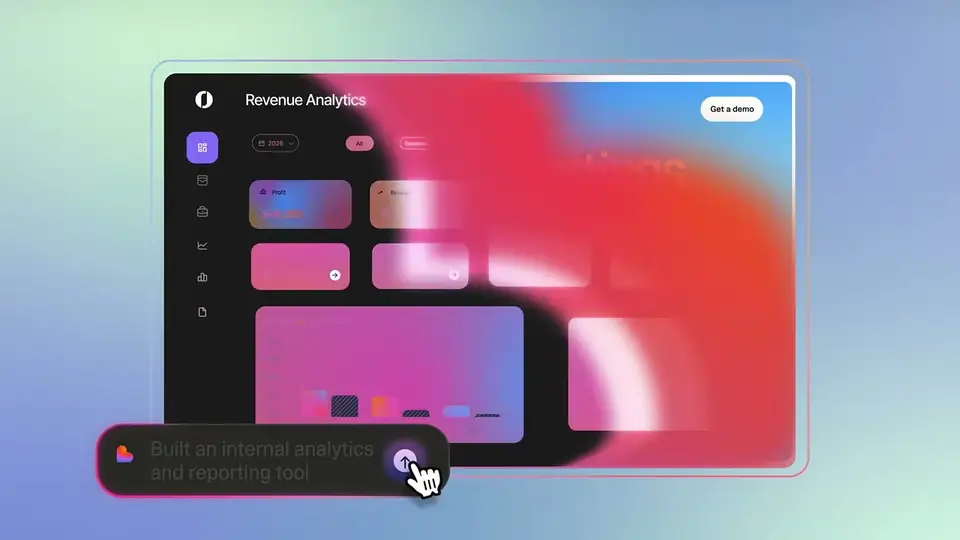 Revenue Analytics
Get a demo
2026
All
Profit
Built an internal analytics
and reporting tool